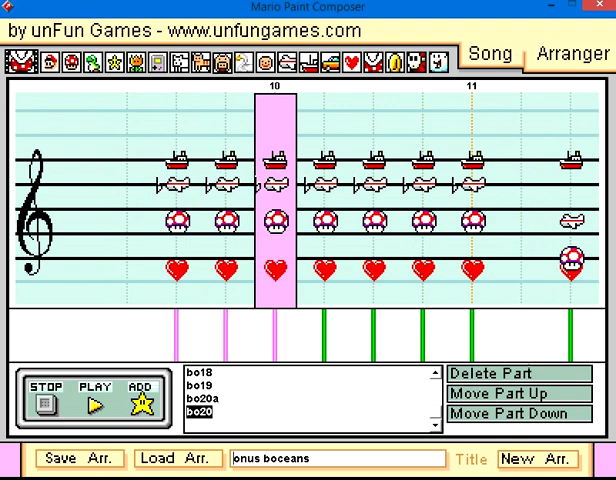 Mario Paint Composer
by unFun Games - www.unfungames.com
Song
Arranger
10
11
STOP
PLAY
ADD
bo18
bo19
bo20a
bo20
Delete Part
Move Part Up
Move Part Down
Save Arr.
Load Arr.
onus boceans
Title
New Arr.